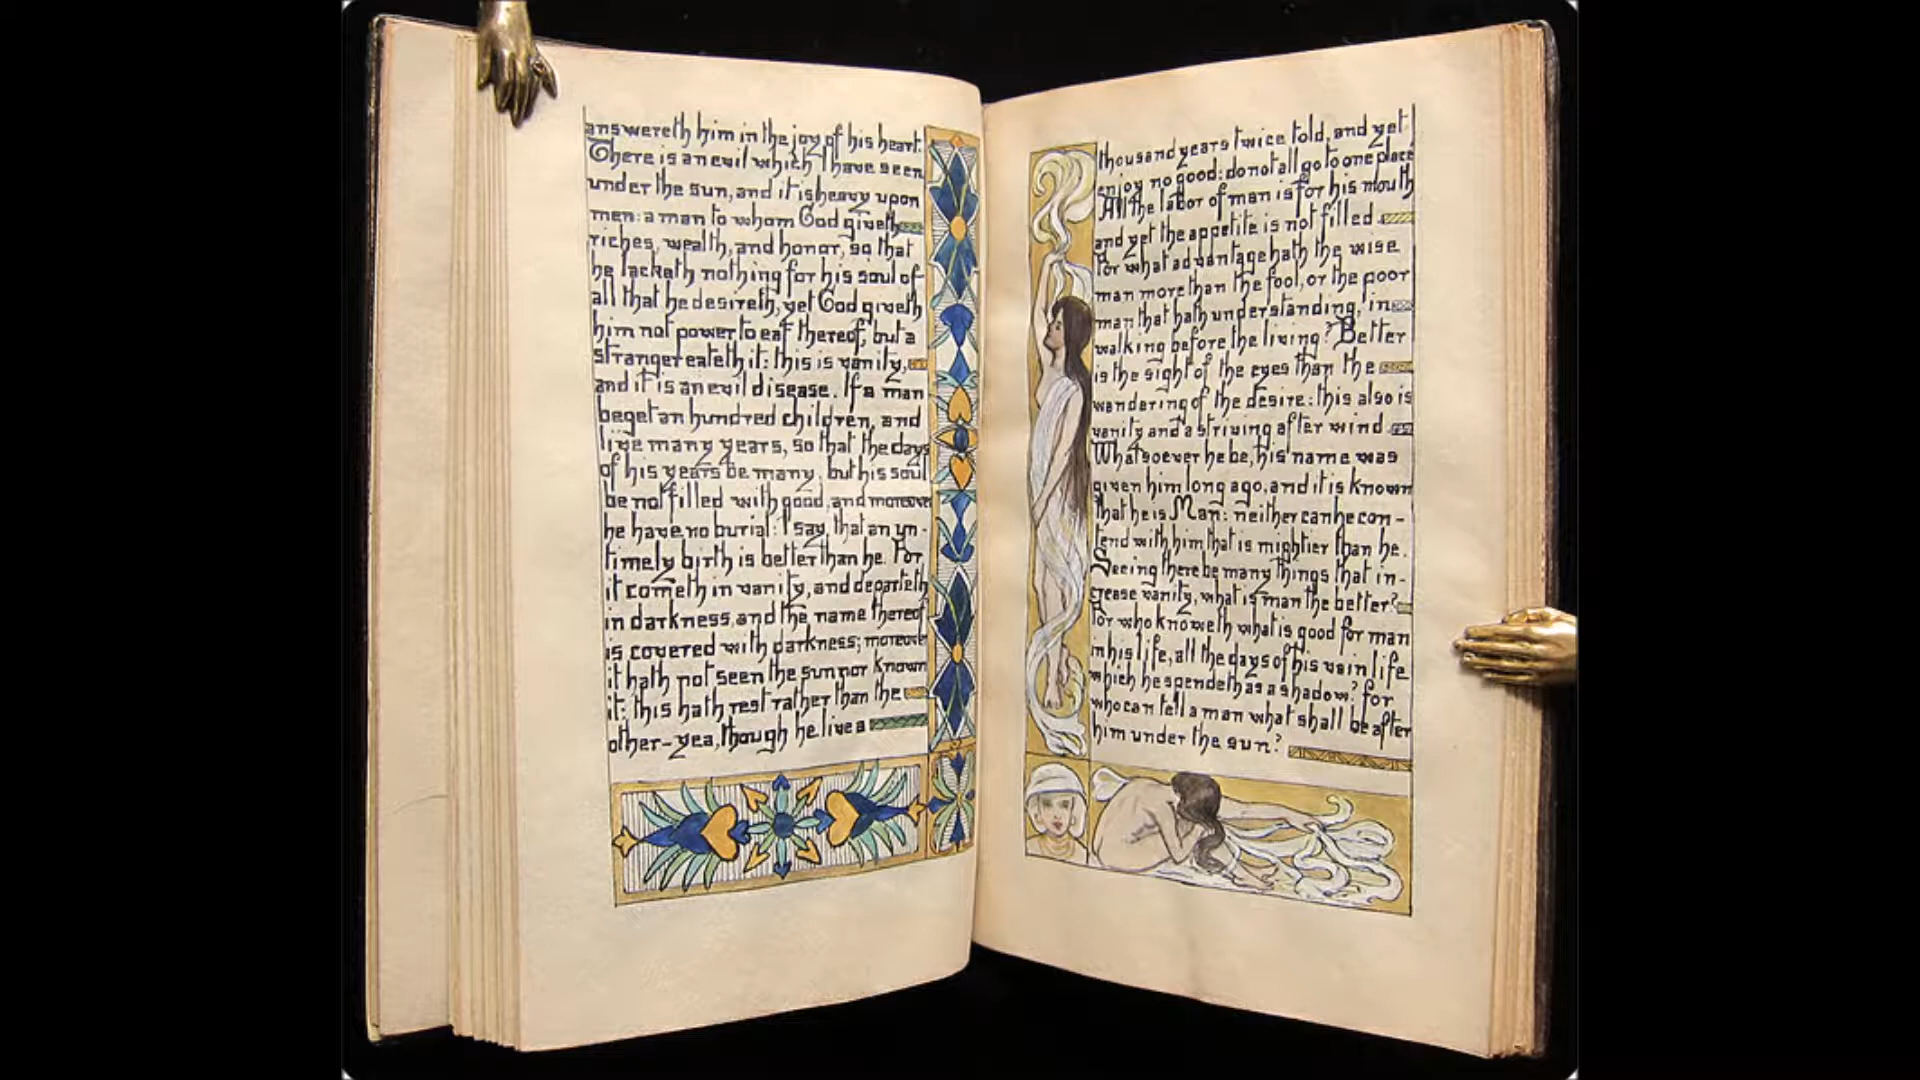 answereth him in the joy of his heart.
There is an evil which I have seen
under the sun, and it is heavy upon
men: a man to whom God giveth
riches, wealth, and honor, so that
he lacketh nothing for his soul of
all that he desireth, yet God giveth
him not power to eat thereof, but a
stranger eateth it: this is vanity,
and it is an evil disease. If a man
beget an hundred children, and
live many years, so that the days
of his years be many, but his soul
be not filled with good, and moreover
he have no burial: I say, that an un-
timely birth is better than he. For
it cometh in vanity, and departeth
in darkness, and the name thereof
is covered with darkness; moreover
it hath not seen the sun nor known
it: this hath rest rather than the
other-yea, though he live a
thousand years twice told, and yet
enjoy no good: do not all go to one place
All the labor of man is for his mouth
and yet the appetite is not filled.
For what advantage hath the wise
man more than the fool, or the poor
man that hath understanding, in
walking before the living? Better
is the sight of the eyes than the
wandering of the desire: this also is
vanity and a striving after wind.
Whatsoever he be, his name was
given him long ago, and it is known
that he is Man: neither can he con-
tend with him that is mightier than he.
Seeing there be many things that in-
crease vanity, what is man the better?
For who knoweth what is good for man
in his life, all the days of his vain life
which he spendeth as a shadow? for
who can tell a man what shall be after
him under the sun?